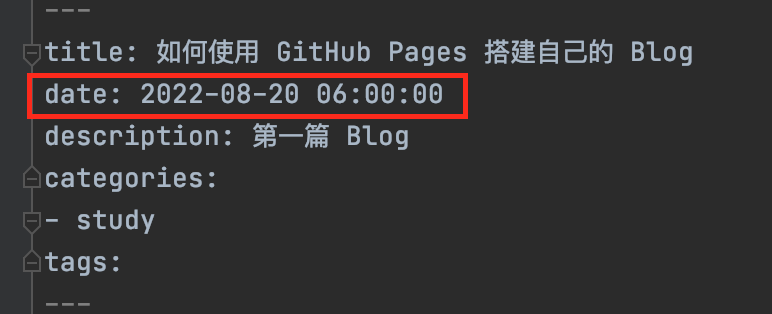 ---
title: 如何使用 GitHub Pages 搭建自己的 Blog
date: 2022-08-20 06:00:00
description: 第一篇 Blog
categories:
- study
tags:
---